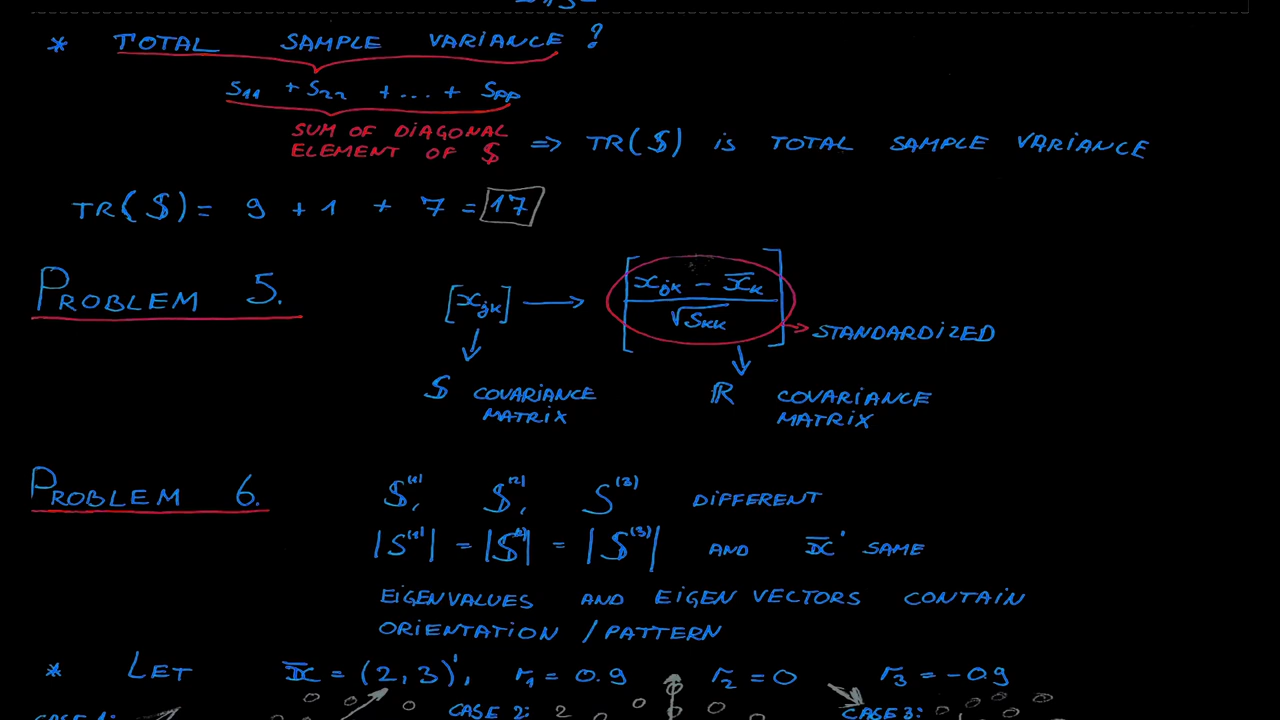 * TOTAL SAMPLE VARIANCE ?
S11 + S22 + ... + Spp
SUM OF DIAGONAL
ELEMENT OF $ => TR($) is TOTAL SAMPLE VARIANCE
TR($) = 9 + 1 + 7 = 17
PROBLEM 5. [xjk] → [(xjk - x̄k) / √Skk]
→ STANDARDIZED
$ COVARIANCE MATRIX
ℝ COVARIANCE MATRIX
PROBLEM 6. $(1), $(2), S(3) DIFFERENT
|S(1)| = |$(2)| = |$(3)| AND x̄' SAME
EIGENVALUES AND EIGEN VECTORS CONTAIN
ORIENTATION / PATTERN
* LET x̄ = (2,3)', r1 = 0.9 r2 = 0 r3 = -0.9
CASE 1: CASE 2: 2 CASE 3: